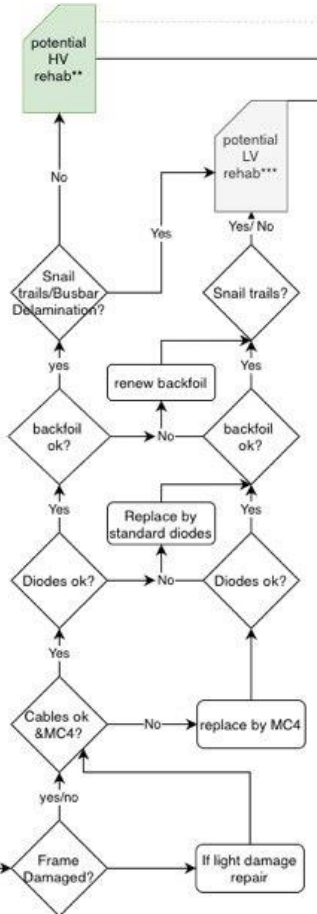 potential
HV
rehab**
potential
LV
rehab***
No
Yes
Yes/ No
Snail
trails/Busbar
Delamination?
Snail trails?
yes
renew backfoil
Yes
backfoil
ok?
No
backfoil
ok?
Yes
Replace by
standard diodes
Yes
Diodes ok?
No
Diodes ok?
Yes
Cables ok
&MC4?
No
replace by MC4
yes/no
Frame
Damaged?
If light damage
repair